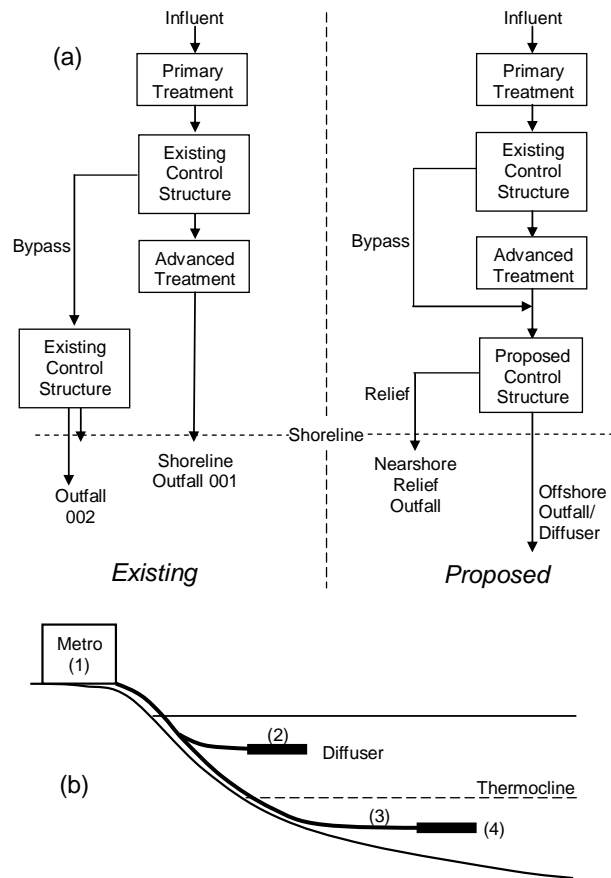 (a)
Influent
Primary
Treatment
Existing
Control
Structure
Bypass
Advanced
Treatment
Existing
Control
Structure
Shoreline
Outfall 001
Outfall
002
Existing
Influent
Primary
Treatment
Existing
Control
Structure
Bypass
Advanced
Treatment
Proposed
Control
Structure
Relief
Shoreline
Nearshore
Relief
Outfall
Offshore
Outfall/
Diffuser
Proposed
(b)
Metro
(1)
(2)
Diffuser
Thermocline
(3)
(4)